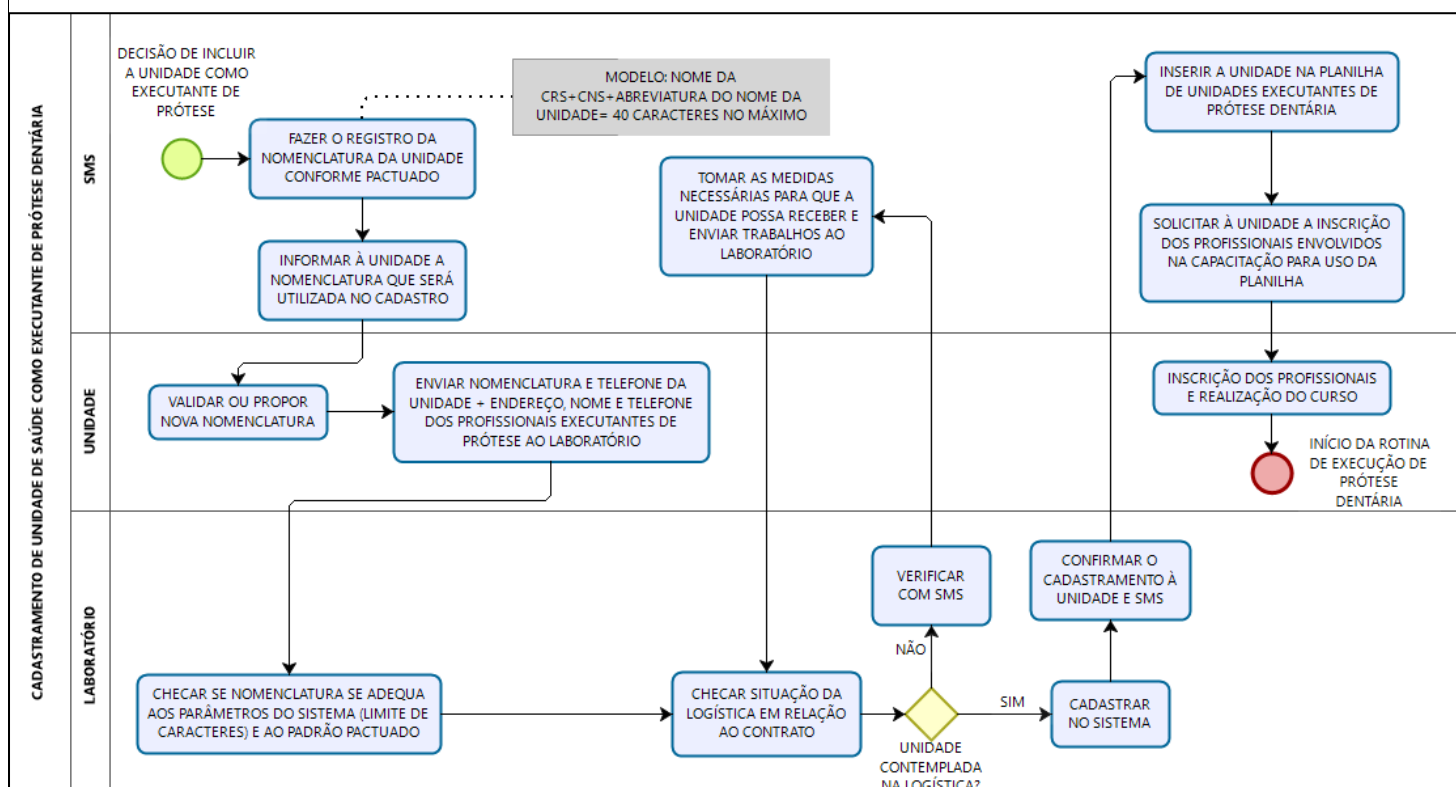 CADASTRAMENTO DE UNIDADE DE SAÚDE COMO EXECUTANTE DE PRÓTESE DENTÁRIA
SMS
DECISÃO DE INCLUIR
A UNIDADE COMO
EXECUTANTE DE
PRÓTESE
FAZER O REGISTRO DA
NOMENCLATURA DA UNIDADE
CONFORME PACTUADO
MODELO: NOME DA
CRS+CNS+ABREVIATURA DO NOME DA
UNIDADE= 40 CARACTERES NO MÁXIMO
INFORMAR À UNIDADE A
NOMENCLATURA QUE SERÁ
UTILIZADA NO CADASTRO
TOMAR AS MEDIDAS
NECESSÁRIAS PARA QUE A
UNIDADE POSSA RECEBER E
ENVIAR TRABALHOS AO
LABORATÓRIO
INSERIR A UNIDADE NA PLANILHA
DE UNIDADES EXECUTANTES DE
PRÓTESE DENTÁRIA
SOLICITAR À UNIDADE A INSCRIÇÃO
DOS PROFISSIONAIS ENVOLVIDOS
NA CAPACITAÇÃO PARA USO DA
PLANILHA
UNIDADE
VALIDAR OU PROPOR
NOVA NOMENCLATURA
ENVIAR NOMENCLATURA E TELEFONE DA
UNIDADE + ENDEREÇO, NOME E TELEFONE
DOS PROFISSIONAIS EXECUTANTES DE
PRÓTESE AO LABORATÓRIO
INSCRIÇÃO DOS PROFISSIONAIS
E REALIZAÇÃO DO CURSO
INÍCIO DA ROTINA
DE EXECUÇÃO DE
PRÓTESE
DENTÁRIA
LABORATÓRIO
CHECAR SE NOMENCLATURA SE ADEQUA
AOS PARÂMETROS DO SISTEMA (LIMITE DE
CARACTERES) E AO PADRÃO PACTUADO
CHECAR SITUAÇÃO DA
LOGÍSTICA EM RELAÇÃO
AO CONTRATO
UNIDADE
CONTEMPLADA
NA LOGÍSTICA?
NÃO
VERIFICAR
COM SMS
SIM
CADASTRAR
NO SISTEMA
CONFIRMAR O
CADASTRAMENTO À
UNIDADE E SMS